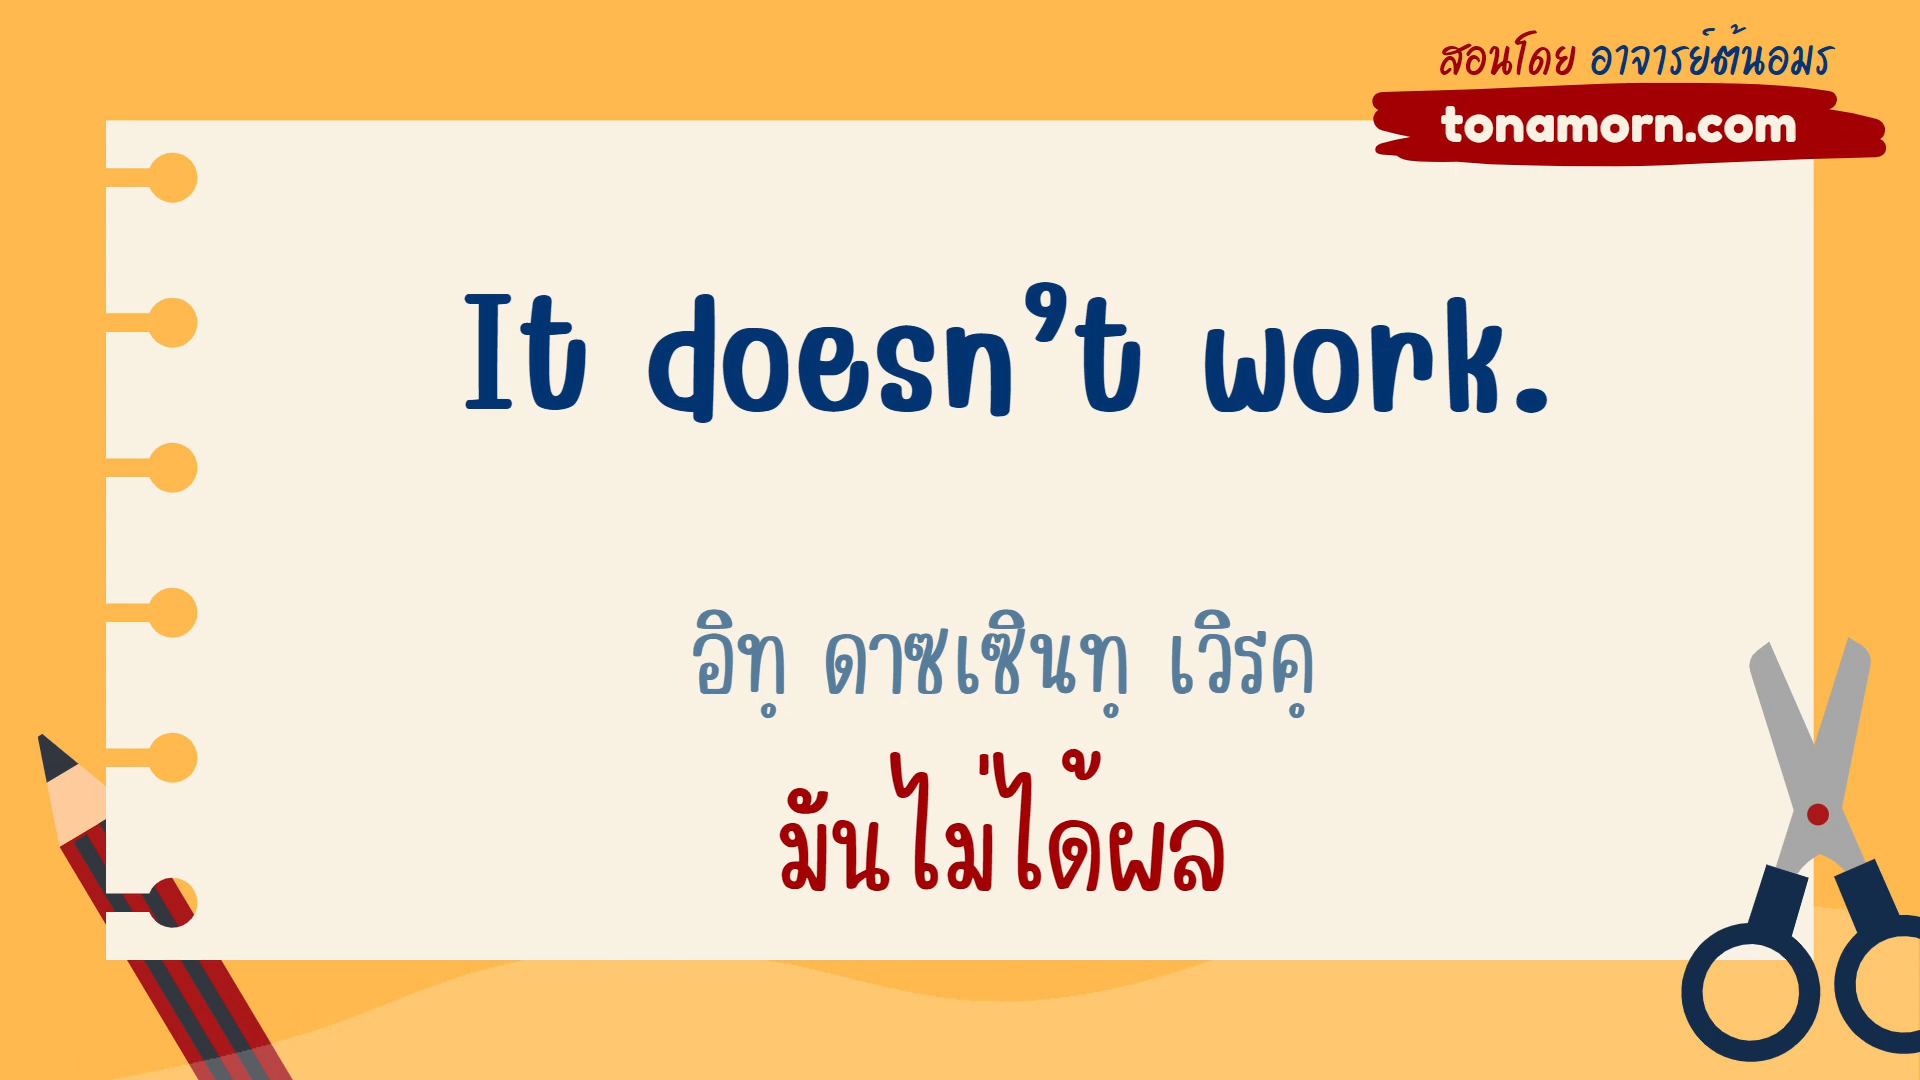 สอนโดย อาจารย์ต้นอมร
tonamorn.com
It doesn’t work.
อิทฺ ดาซเซินทฺ เวิรคฺ
มันไม่ได้ผล